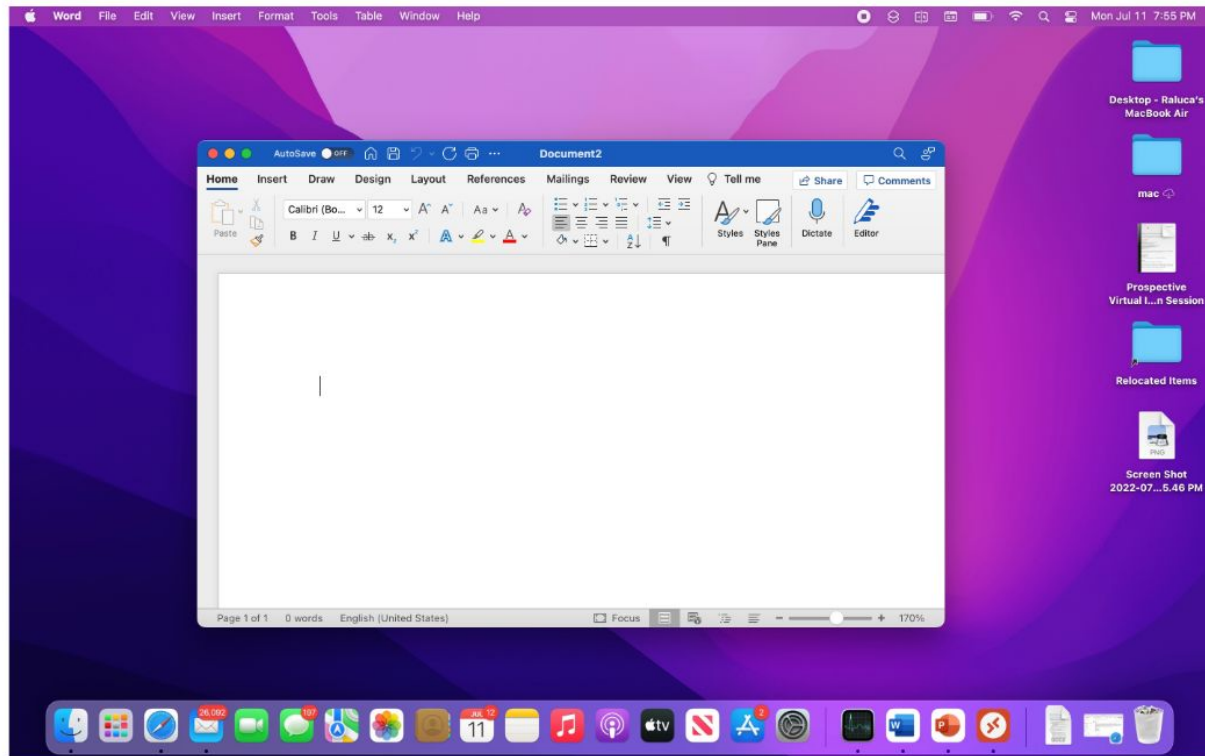 Word File Edit View Insert Format Tools Table Window Help Mon Jul 11 7:55 PM
Desktop - Raluca's
MacBook Air
mac
Prospective
Virtual I...n Session
Relocated Items
PNG
Screen Shot
2022-07...5.46 PM
AutoSave OFF Document2
Home Insert Draw Design Layout References Mailings Review View Tell me Share Comments
Paste Calibri (Bo... 12 A A Aa A
B I U ab x, x² A A
Styles Styles
Pane
Dictate Editor
Page 1 of 1 0 words English (United States) Focus 170%
26,092 197 JUL 12 2
11 tv W P